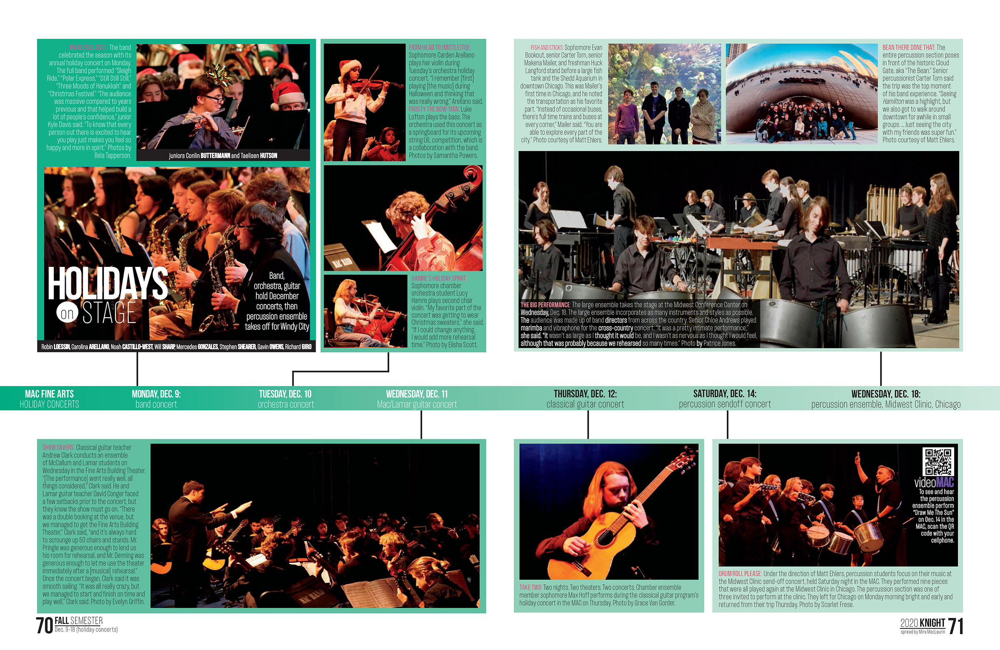 JINGLE BELL JAZZ: The band
celebrated the season with its
annual holiday concert on Monday.
The full band performed “Sleigh
Ride,” “Polar Express,” “Still Still Still,”
“Three Moods of Hanukkah” and
“Christmas Festival.” “The audience
was massive compared to years
previous and that helped build a
lot of people’s confidence,” junior
Kyle Davis said. “To know that every
person out there is excited to hear
you play just makes you feel so
happy and more in spirit.” Photos by
Bela Tapperson.
juniors Conlin BUTTERMANN and Taelisen HUTSON
HOLIDAYS
on STAGE
Band,
orchestra, guitar
hold December
concerts, then
percussion ensemble
takes off for Windy City
Robin LOESSIN, Carolina ARELLANO, Noah CASTILLO-WEST, Will SHARP, Mercedes GONZALES, Stephen SHEARER, Gavin OWENS, Richard GIRO
FROM HEAD TO (MISTLE)TOE:
Sophomore Carden Arellano
plays her violin during
Tuesday’s orchestra holiday
concert. “I remember [first]
playing [the music] during
Halloween and thinking that
was really wrong,” Arellano said.
FROSTY THE BOW-MAN: Luke
Lofton plays the bass. The
orchestra used this concert as
a springboard for its upcoming
string UIL competition, which is
a collaboration with the band.
Photos by Samantha Powers.
MAC BAND
HAMRE’S HOLIDAY SPIRIT:
Sophomore chamber
orchestra student Lucy
Hamre plays second chair
violin. “My favorite part of the
concert was getting to wear
Christmas sweaters,” she said.
“If I could change anything,
I would add more rehearsal
time.” Photo by Elisha Scott.
FISH AND STICKS: Sophomore Evan
Bookout, senior Carter Torn, senior
Makena Mailer, and freshman Huck
Langford stand before a large fish
tank and the Shedd Aquarium in
downtown Chicago. This was Mailer’s
first time in Chicago, and he noted
the transportation as his favorite
part. “Instead of occasional buses,
there’s full time trains and buses at
every corner,” Mailer said. “You are
able to explore every part of the
city.” Photo courtesy of Matt Ehlers.
BEAN THERE DONE THAT: The
entire percussion section poses
in front of the historic Cloud
Gate, aka “The Bean.” Senior
percussionist Carter Torn said
the trip was the top moment
of his band experience. “Seeing
Hamilton was a highlight, but
we also got to walk around
downtown for awhile in small
groups. ... Just seeing the city
with my friends was super fun.”
Photo courtesy of Matt Ehlers.
THE BIG PERFORMANCE: The large ensemble takes the stage at the Midwest Conference Center on
Wednesday, Dec. 18. The large ensemble incorporates as many instruments and styles as possible.
The audience was made up of band directors from across the country. Senior Chloe Andrews played
marimba and vibraphone for the cross-country concert. “It was a pretty intimate performance,”
she said. “It wasn’t as large as I thought it would be, and I wasn’t as nervous as I thought I would feel,
although that was probably because we rehearsed so many times.” Photo by Patrice Jones.
MAC FINE ARTS
HOLIDAY CONCERTS
MONDAY, DEC. 9:
band concert
TUESDAY, DEC. 10
orchestra concert
WEDNESDAY, DEC. 11
Mac/Lamar guitar concert
THURSDAY, DEC. 12:
classical guitar concert
SATURDAY, DEC. 14:
percussion sendoff concert
WEDNESDAY, DEC. 18:
percussion ensemble, Midwest Clinic, Chicago
SHOW SAVERS: Classical guitar teacher
Andrew Clark conducts an ensemble
of McCallum and Lamar students on
Wednesday in the Fine Arts Building Theater.
“[The performance] went really well, all
things considered,” Clark said. He and
Lamar guitar teacher David Conger faced
a few setbacks prior to the concert, but
they knew the show must go on. “There
was a double booking at the venue, but
we managed to get the Fine Arts Building
Theater,” Clark said, “and it’s always hard
to scrounge up 50 chairs and stands. Mr.
Pringle was generous enough to lend us
his room for rehearsal, and Mr. Denning was
generous enough to let me use the theater
immediately after a [musical] rehearsal.”
Once the concert began, Clark said it was
smooth sailing. “It was all really crazy, but
we managed to start and finish on time and
play well,” Clark said. Photo by Evelyn Griffin.
MAC BAND
TAKE TWO: Two nights. Two theaters. Two concerts. Chamber ensemble
member sophomore Max Hoff performs during the classical guitar program’s
holiday concert in the MAC on Thursday. Photo by Grace Van Gorder.
videoMAC
To see and hear
the percussion
ensemble perform
“Draw Me The Sun”
on Dec. 14 in the
MAC, scan the QR
code with your
cellphone.
DRUM ROLL PLEASE: Under the direction of Matt Ehlers, percussion students focus on their music at
the Midwest Clinic send-off concert, held Saturday night in the MAC. They performed nine pieces
that were all played again at the Midwest Clinic in Chicago. The percussion section was one of
three invited to perform at the clinic. They left for Chicago on Monday morning bright and early and
returned from their trip Thursday. Photo by Scarlet Frese.
70 FALL SEMESTER
Dec. 9-18 (holiday concerts)
2020 KNIGHT 71
spread by Mira MacLaurin